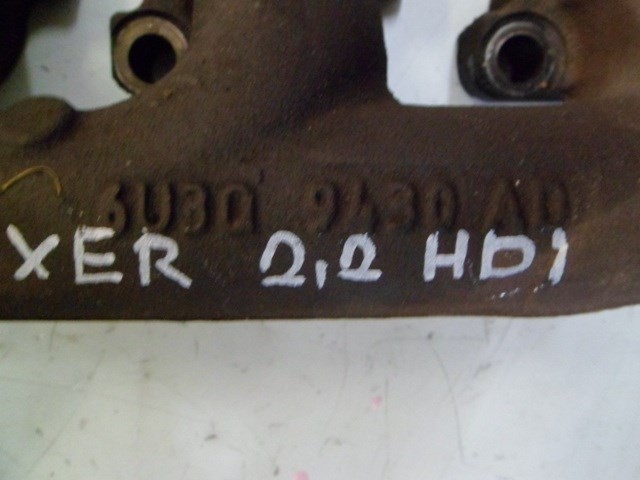 6U3Q 9430 AD
XER 2,2 HDI